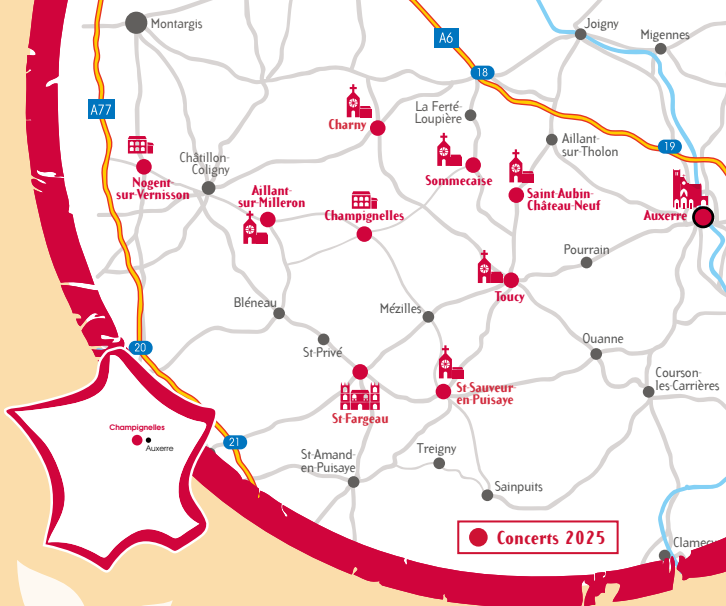 Montargis
A6
Joigny
Migennes
18
A77
La Ferté-
Loupière
Charny
Aillant-
sur-Tholon
19
Châtillon-
Coligny
Nogent-
sur-Vernisson
Aillant-
sur-Milleron
Champignelles
Sommecaise
Saint-Aubin-
Château-Neuf
Auxerre
Pourrain
Toucy
Bléneau
Mézilles
St-Privé
Ouanne
20
Courson-
les-Carrières
St-Sauveur-
en-Puisaye
St-Fargeau
Champignelles
Auxerre
21
St-Amand-
en-Puisaye
Treigny
Sainpuits
Concerts 2025
Clamecy